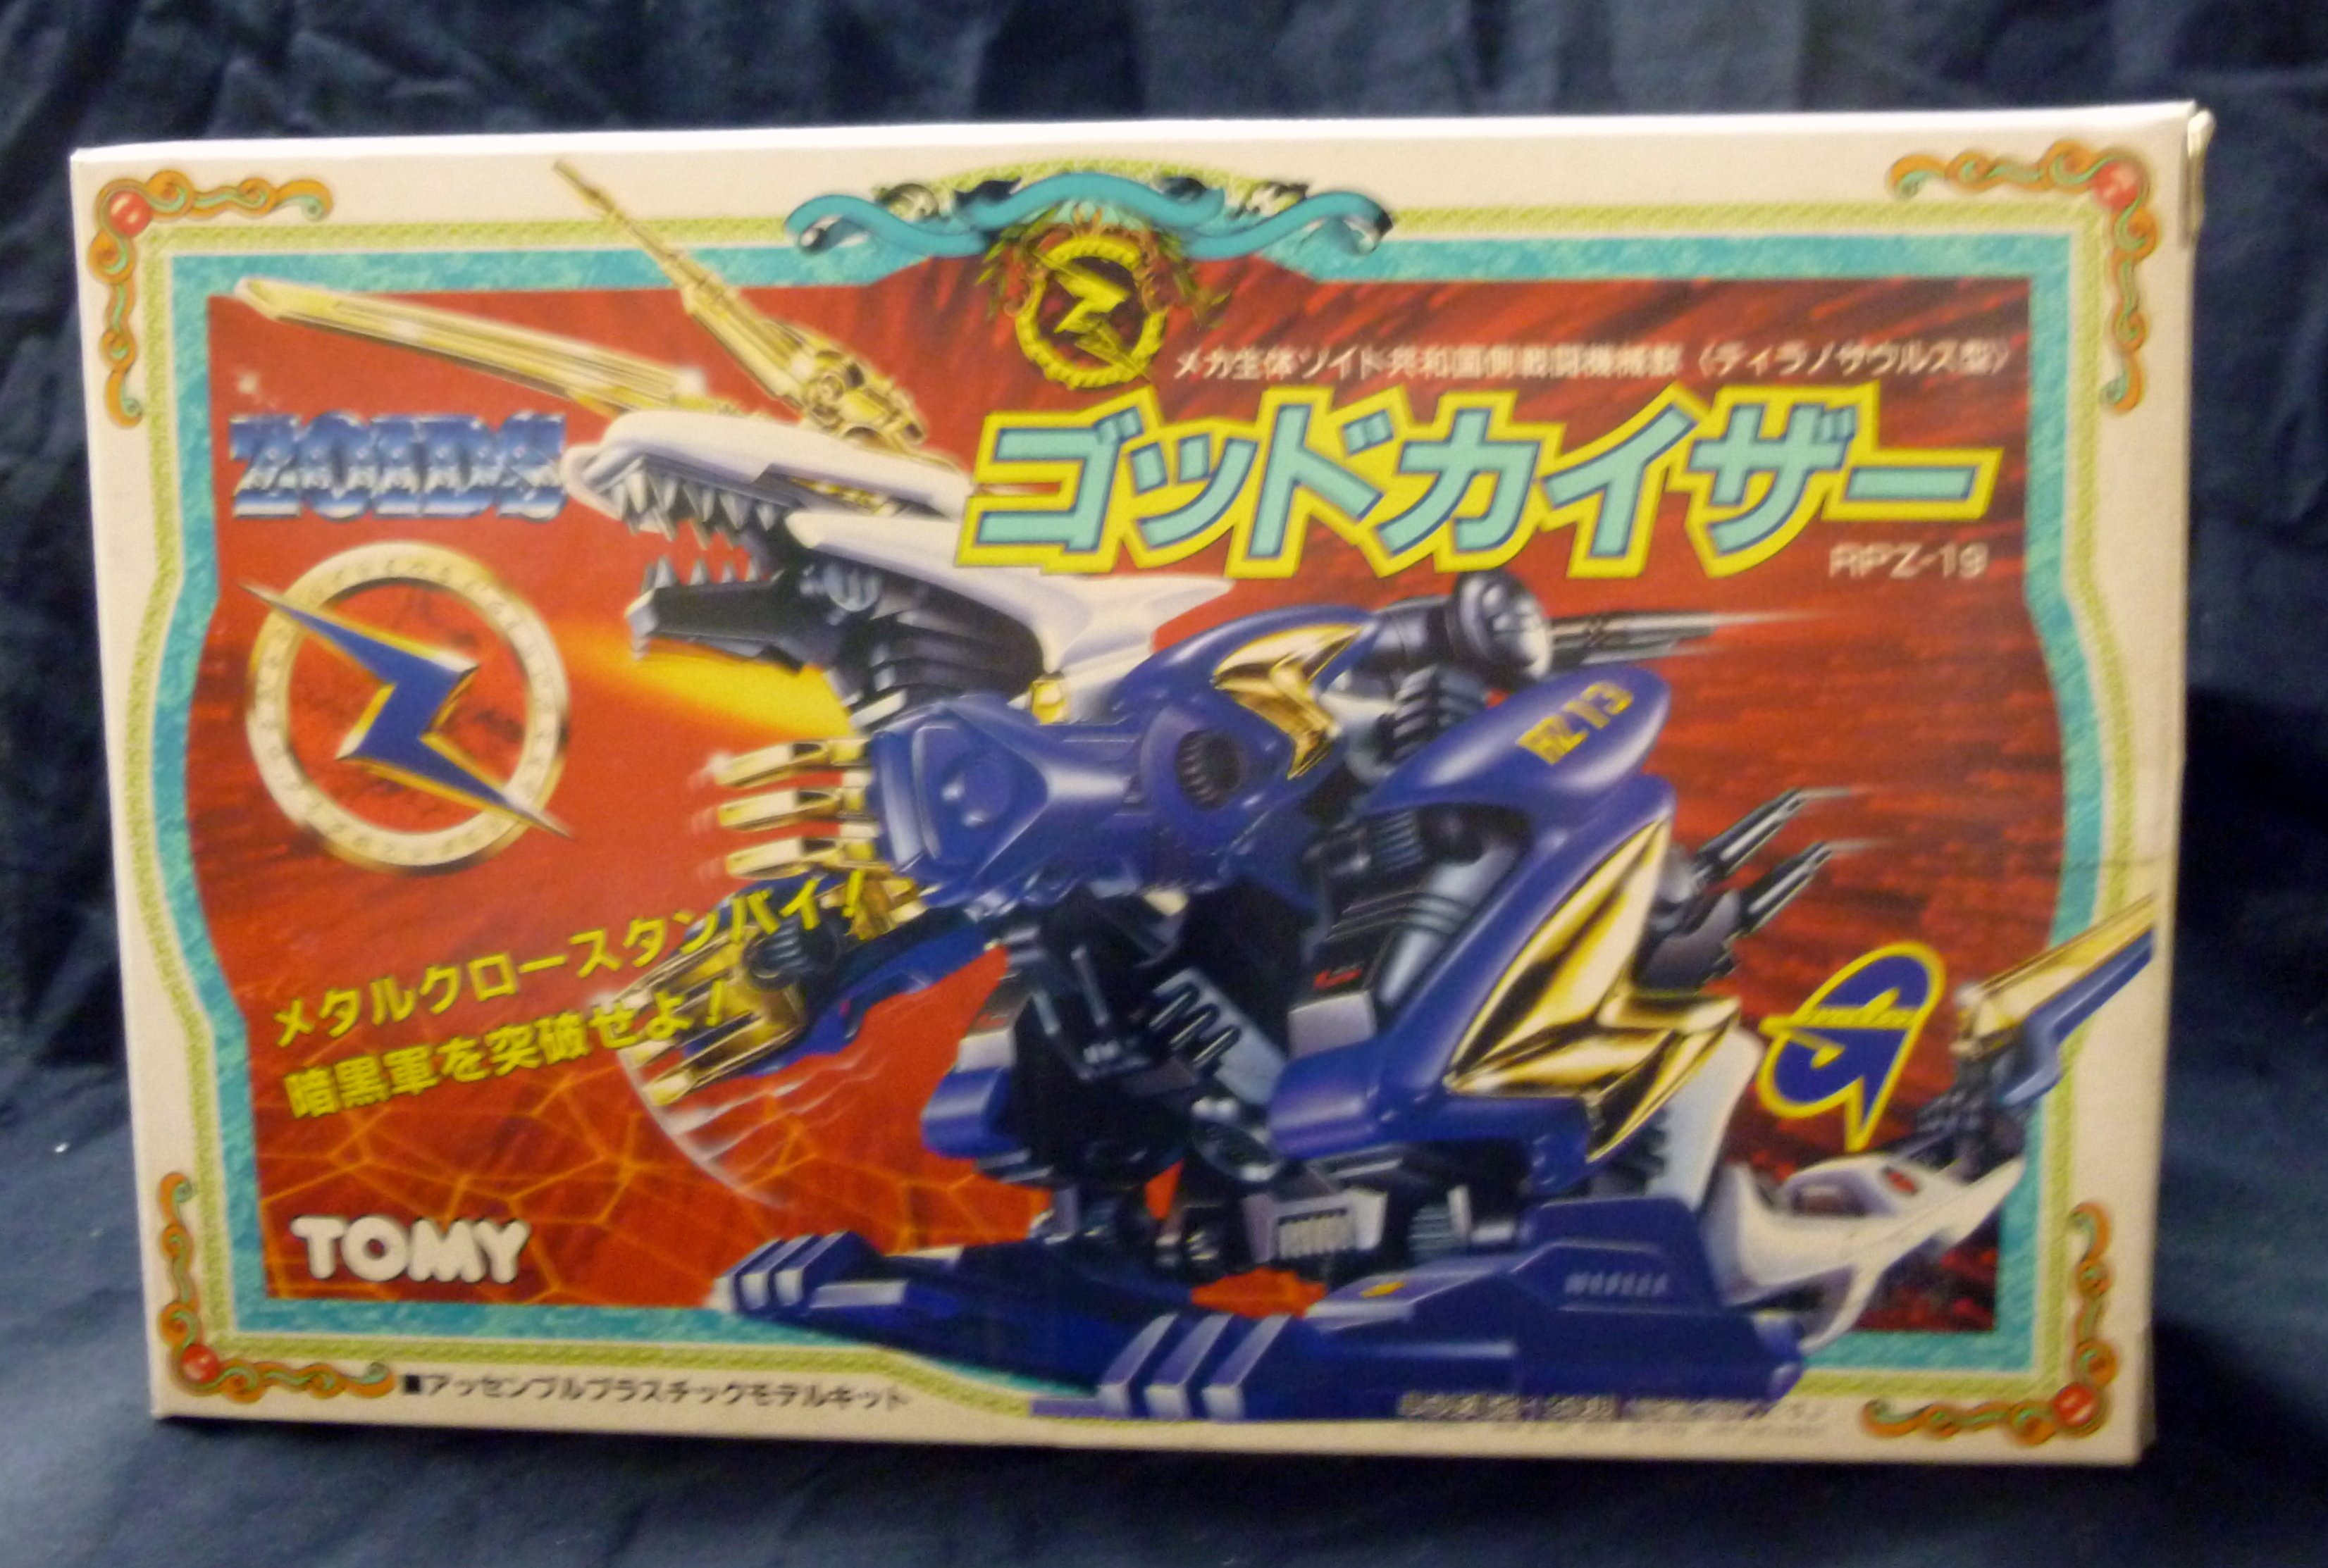 メカ生体ゾイド共和国側戦闘機械獣〈ティラノサウルス型〉
ZOIDS
ゴッドカイザー
RPZ-19
RZ13
メタルクロースタンバイ!
暗黒軍を突破せよ!
TOMY
■アッセンブルプラスチックモデルキット